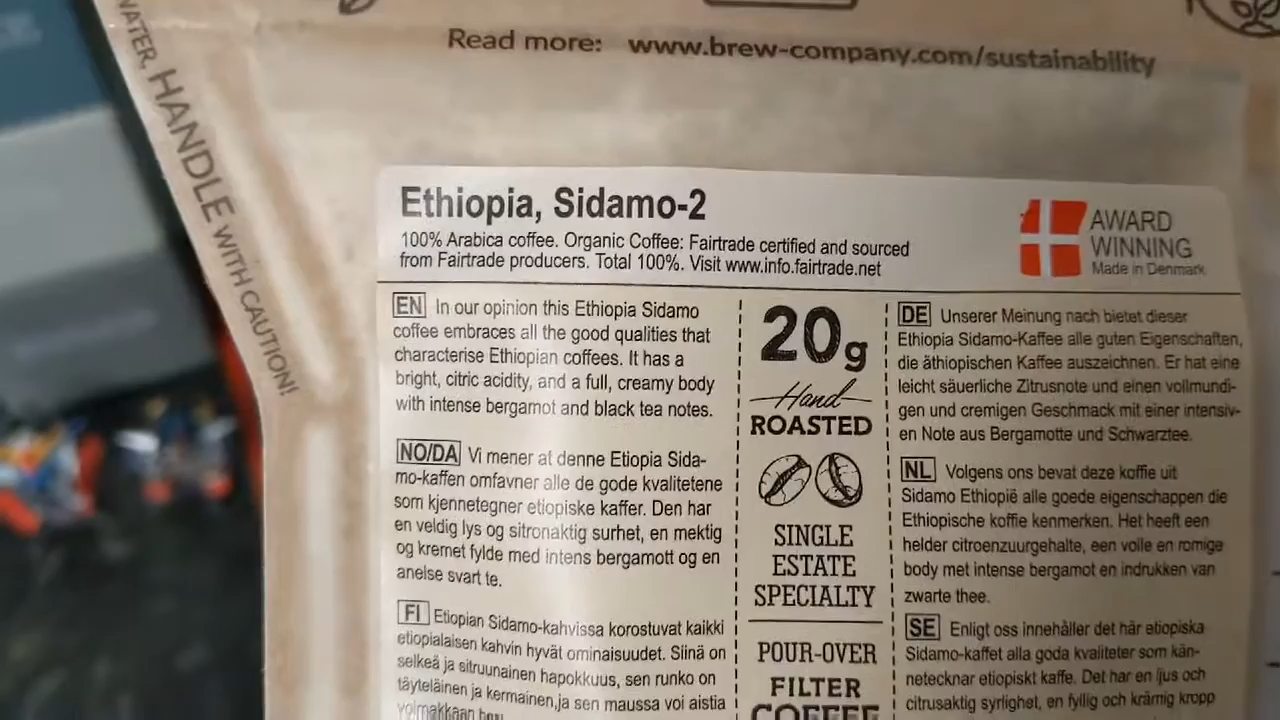 Read more: www.brew-company.com/sustainability
WATER. HANDLE WITH CAUTION!
Ethiopia, Sidamo-2
100% Arabica coffee. Organic Coffee: Fairtrade certified and sourced
from Fairtrade producers. Total 100%. Visit www.info.fairtrade.net
AWARD
WINNING
Made in Denmark
EN In our opinion this Ethiopia Sidamo
coffee embraces all the good qualities that
characterise Ethiopian coffees. It has a
bright, citric acidity, and a full, creamy body
with intense bergamot and black tea notes.
NO/DA Vi mener at denne Etiopia Sida-
mo-kaffen omfavner alle de gode kvalitetene
som kjennetegner etiopiske kaffer. Den har
en veldig lys og sitronaktig surhet, en mektig
og kremet fylde med intens bergamott og en
anelse svart te.
FI Etiopian Sidamo-kahvissa korostuvat kaikki
etiopialaisen kahvin hyvät ominaisuudet. Siinä on
selkeä ja sitruunainen hapokkuus, sen runko on
täyteläinen ja kermainen,ja sen maussa voi aistia
20g
Hand
ROASTED
SINGLE
ESTATE
SPECIALTY
POUR-OVER
FILTER
COFFEE
DE Unserer Meinung nach bietet dieser
Ethiopia Sidamo-Kaffee alle guten Eigenschaften,
die äthiopischen Kaffee auszeichnen. Er hat eine
leicht säuerliche Zitrusnote und einen vollmundi-
gen und cremigen Geschmack mit einer intensiv-
en Note aus Bergamotte und Schwarztee.
NL Volgens ons bevat deze koffie uit
Sidamo Ethiopië alle goede eigenschappen die
Ethiopische koffie kenmerken. Het heeft een
helder citroenzuurgehalte, een volle en romige
body met intense bergamot en indrukken van
zwarte thee.
SE Enligt oss innehåller det här etiopiska
Sidamo-kaffet alla goda kvaliteter som kän-
netecknar etiopiskt kaffe. Det har en ljus och
citrusaktig syrlighet, en fyllig och krämig kropp